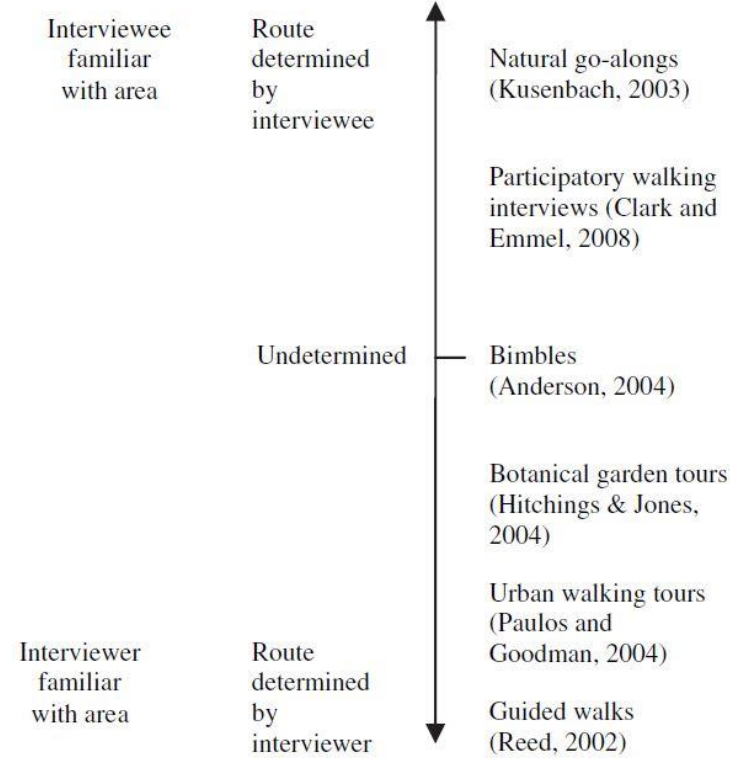 Interviewee
familiar
with area
Route
determined
by
interviewee
Natural go-alongs
(Kusenbach, 2003)
Participatory walking
interviews (Clark and
Emmel, 2008)
Undetermined
Bimbles
(Anderson, 2004)
Botanical garden tours
(Hitchings & Jones,
2004)
Urban walking tours
(Paulos and
Goodman, 2004)
Interviewer
familiar
with area
Route
determined
by
interviewer
Guided walks
(Reed, 2002)